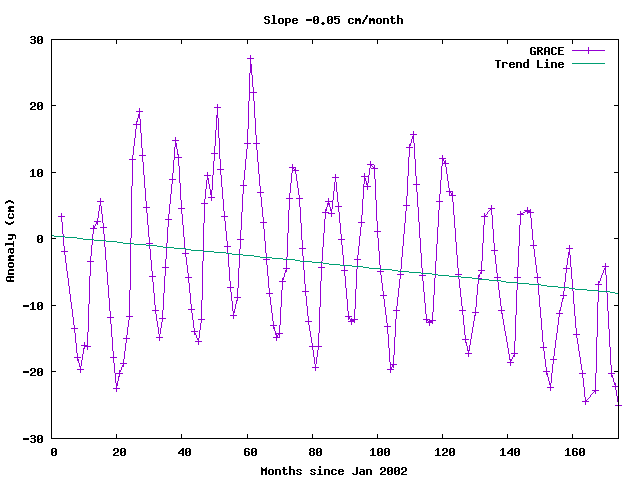 Slope -0.05 cm/month
GRACE
Trend Line
30
20
10
0
-10
-20
-30
Anomaly (cm)
0 20 40 60 80 100 120 140 160
Months since Jan 2002